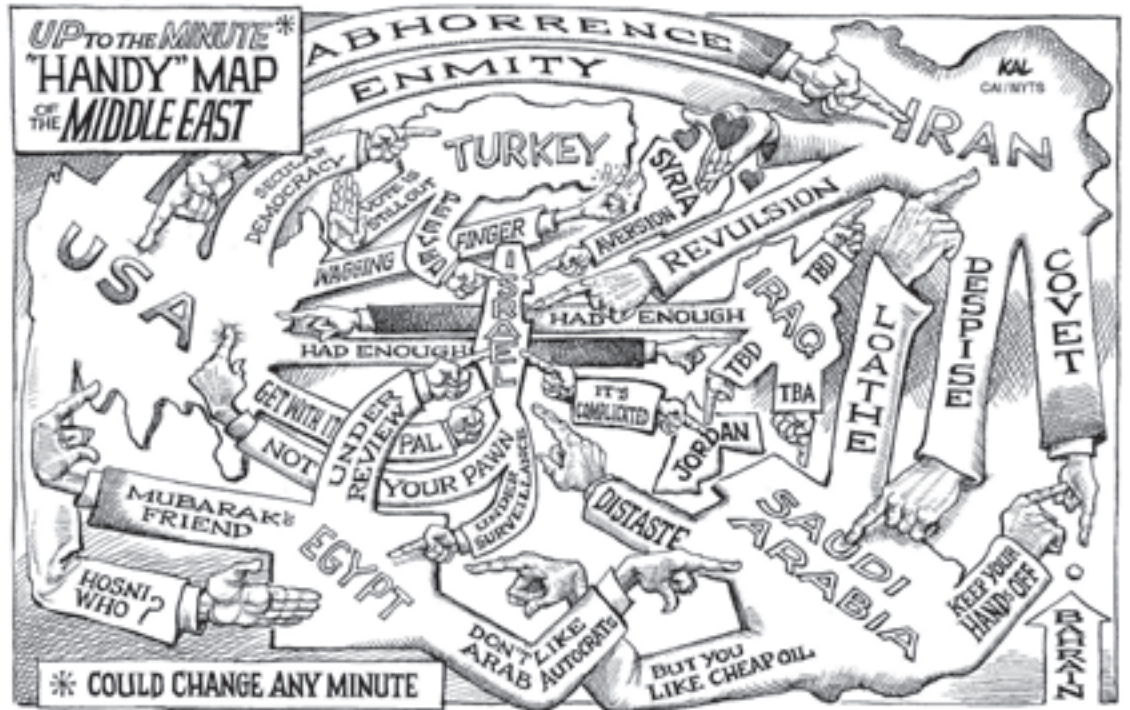 UP TO THE MINUTE*
"HANDY" MAP
OF THE MIDDLE EAST
ABHORRENCE
ENMITY
KAL
CAI/NYTS
IRAN
TURKEY
SECULAR
DEMOCRACY
VOTE IS
STILL OUT
SYRIA
USA
WAGGING
FINGER
AVERSION
REVULSION
ISRAEL
IRAQ
TBD
HAD ENOUGH
HAD ENOUGH
TBD
TBA
LOATHE
DESPISE
COVET
GET WITH IT
NOT
UNDER
REVIEW
PAL
YOUR PAWN
UNDER
SURVEILLANCE
IT'S
COMPLICATED
JORDAN
DISTASTE
SAUDI
ARABIA
MUBARAK'S
FRIEND
EGYPT
HOSNI
WHO?
DON'T LIKE
ARAB AUTOCRATS
BUT YOU
LIKE CHEAP OIL
KEEP YOUR
HANDS OFF
BARAIN
* COULD CHANGE ANY MINUTE